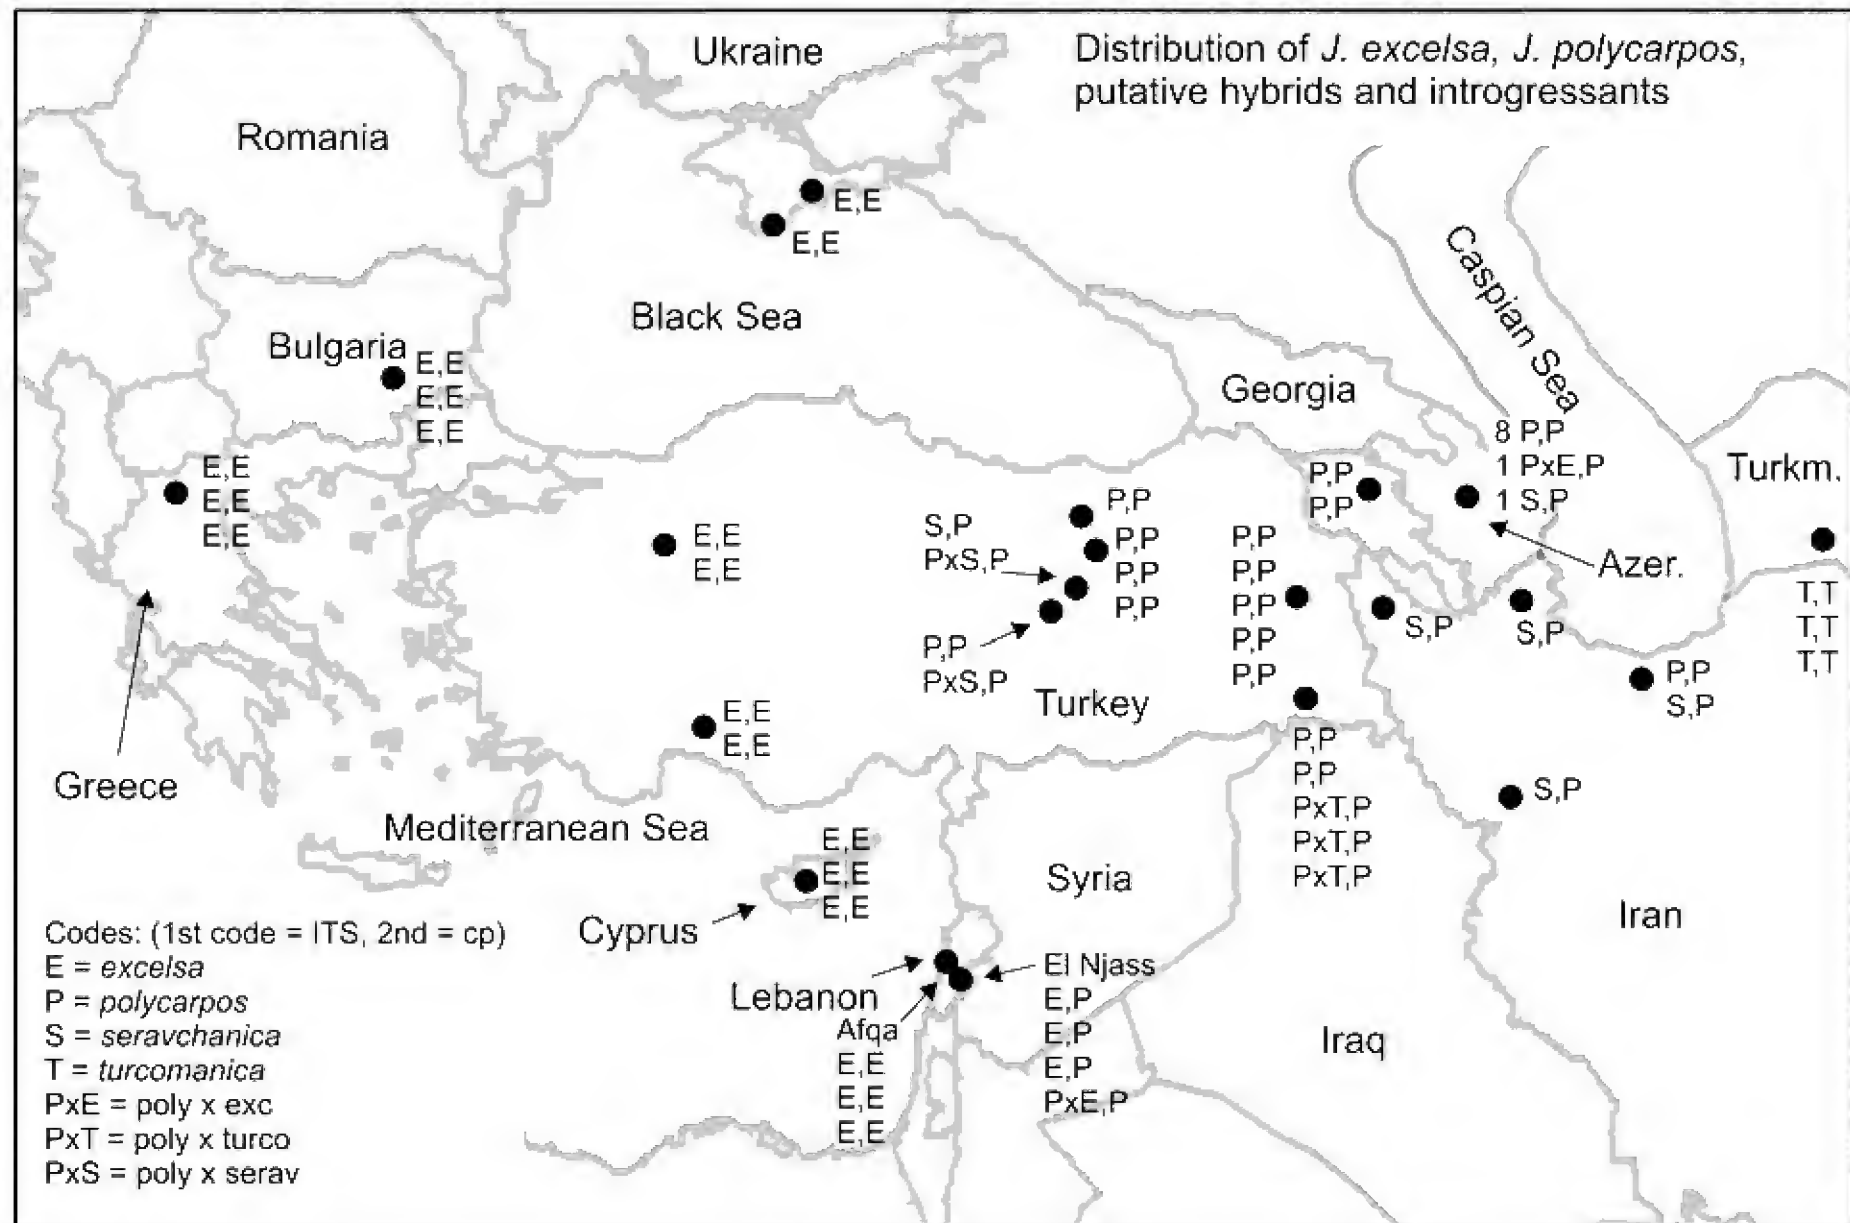 Distribution of J. excelsa, J. polycarpos,
putative hybrids and introgressants
Ukraine
Romania
E,E
E,E
Black Sea
Caspian Sea
Bulgaria
E,E
E,E
E,E
Georgia
8 P,P
1 PxE,P
1 S,P
Azer.
Turkm.
T,T
T,T
T,T
E,E
E,E
E,E
Greece
E,E
E,E
S,P
PxS,P
P,P
P,P
P,P
P,P
P,P
PxS,P
P,P
P,P
P,P
P,P
P,P
P,P
P,P
S,P
S,P
P,P
S,P
Turkey
E,E
E,E
P,P
P,P
PxT,P
PxT,P
PxT,P
S,P
Mediterranean Sea
E,E
E,E
E,E
Cyprus
Syria
Iran
Iraq
Lebanon
Afqa
E,E
E,E
E,E
El Njass
E,P
E,P
E,P
PxE,P
Codes: (1st code = ITS, 2nd = cp)
E = excelsa
P = polycarpos
S = seravchanica
T = turcomanica
PxE = poly x exc
PxT = poly x turco
PxS = poly x serav